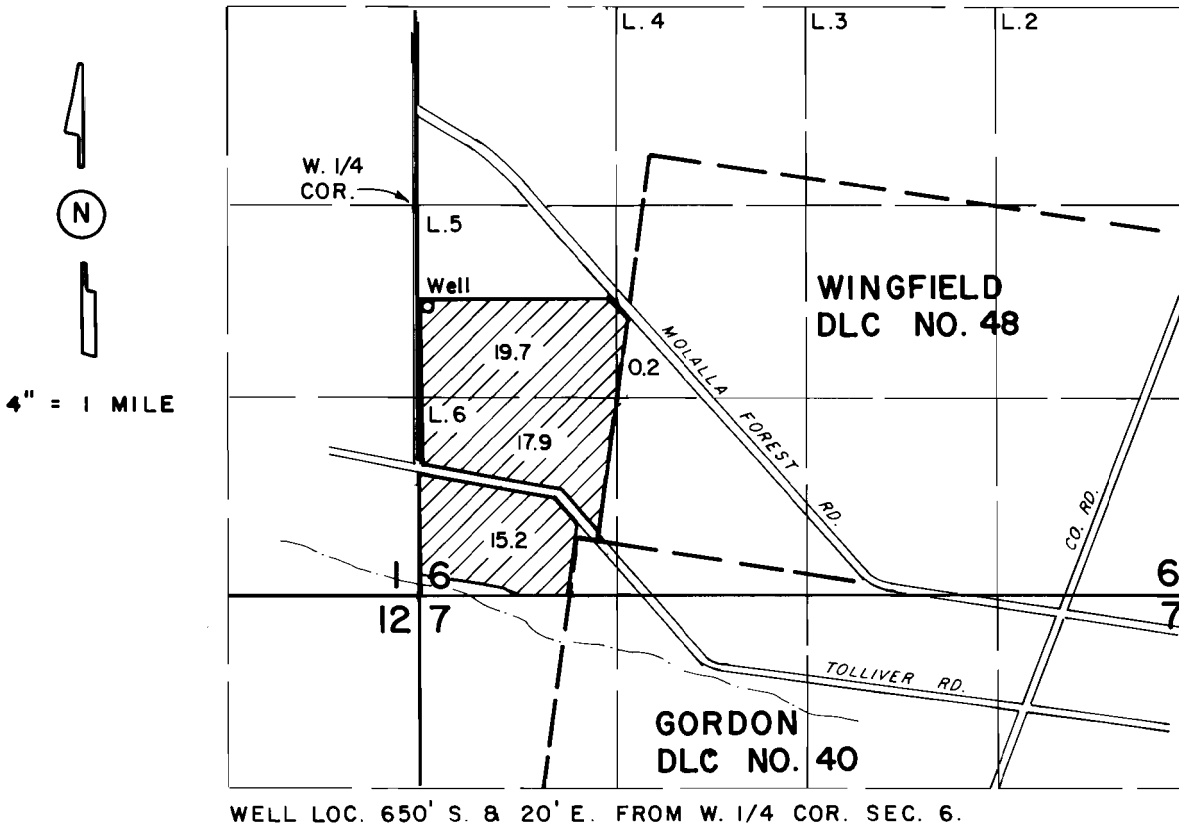 L.4
L.3
L.2
W. 1/4
COR.
N
L.5
Well
WINGFIELD
DLC NO. 48
19.7
MOLALLA FOREST RD.
0.2
4" = 1 MILE
L.6
17.9
CO. RD.
15.2
1 6
6
12 7
7
TOLLIVER RD.
GORDON
DLC NO. 40
WELL LOC. 650' S. & 20' E. FROM W. 1/4 COR. SEC. 6.